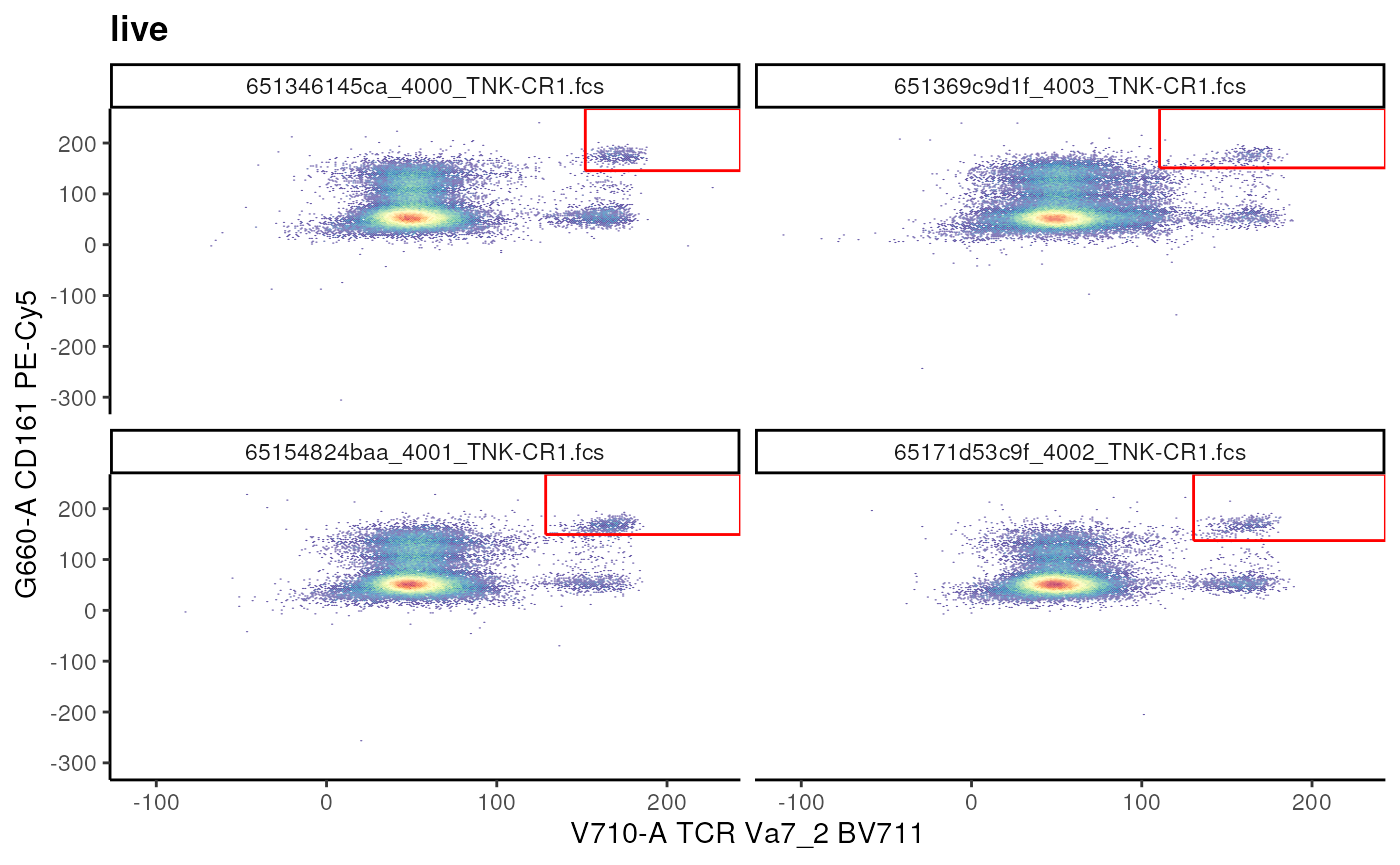 live
651346145ca_4000_TNK-CR1.fcs
651369c9d1f_4003_TNK-CR1.fcs
200
100
0
-100
-200
-300
65154824baa_4001_TNK-CR1.fcs
65171d53c9f_4002_TNK-CR1.fcs
200
100
0
-100
-200
-300
-100 0 100 200
-100 0 100 200
V710-A TCR Va7_2 BV711
G660-A CD161 PE-Cy5